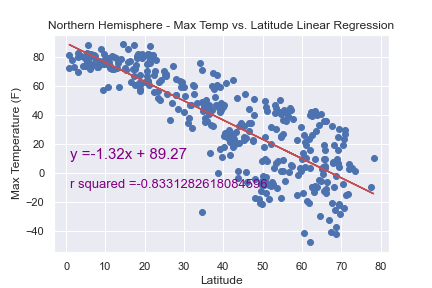 Northern Hemisphere - Max Temp vs. Latitude Linear Regression
Max Temperature (F)
80
60
40
20
0
−20
−40
y =-1.32x + 89.27
r squared =-0.8331282618084596
0 10 20 30 40 50 60 70 80
Latitude